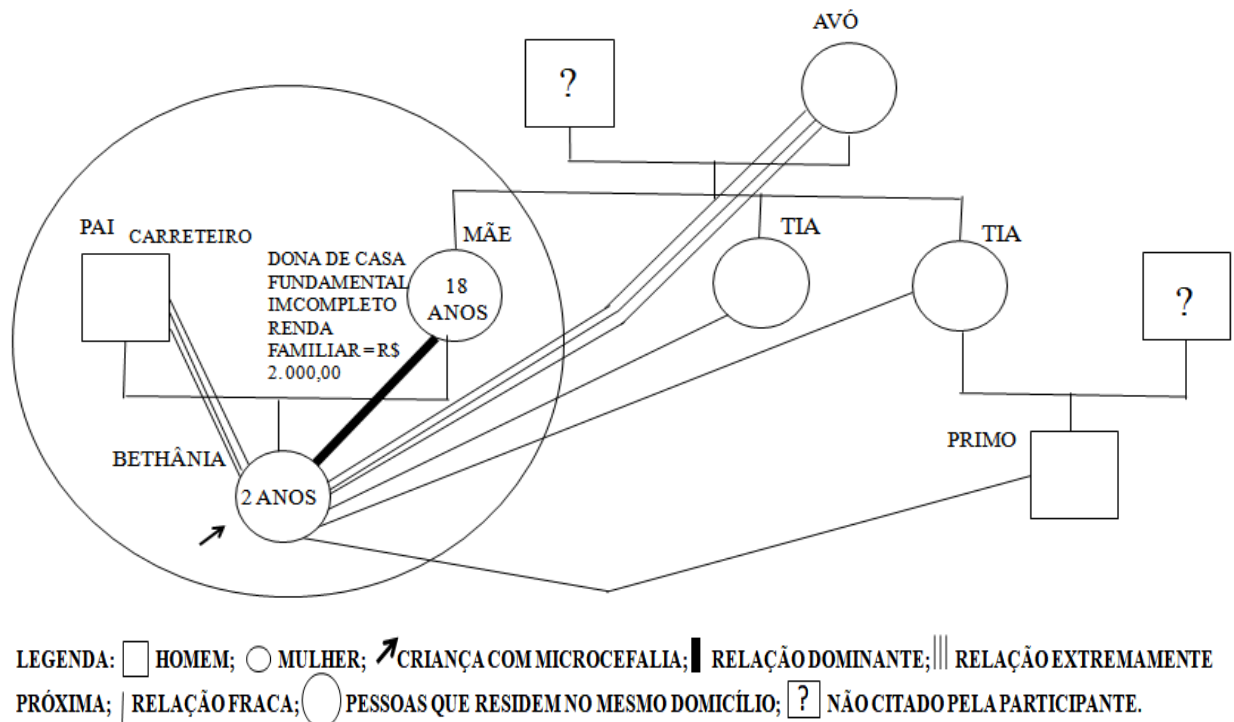 AVÓ
?
PAI
CARRETEIRO
MÃE
DONA DE CASA
FUNDAMENTAL
IMCOMPLETO
RENDA
FAMILIAR = R$
2.000,00
18
ANOS
TIA
TIA
?
BETHÂNIA
2 ANOS
PRIMO
LEGENDA: HOMEM; MULHER; CRIANÇA COM MICROCEFALIA; RELAÇÃO DOMINANTE; RELAÇÃO EXTREMAMENTE
PRÓXIMA; RELAÇÃO FRACA; PESSOAS QUE RESIDEM NO MESMO DOMICÍLIO; ? NÃO CITADO PELA PARTICIPANTE.